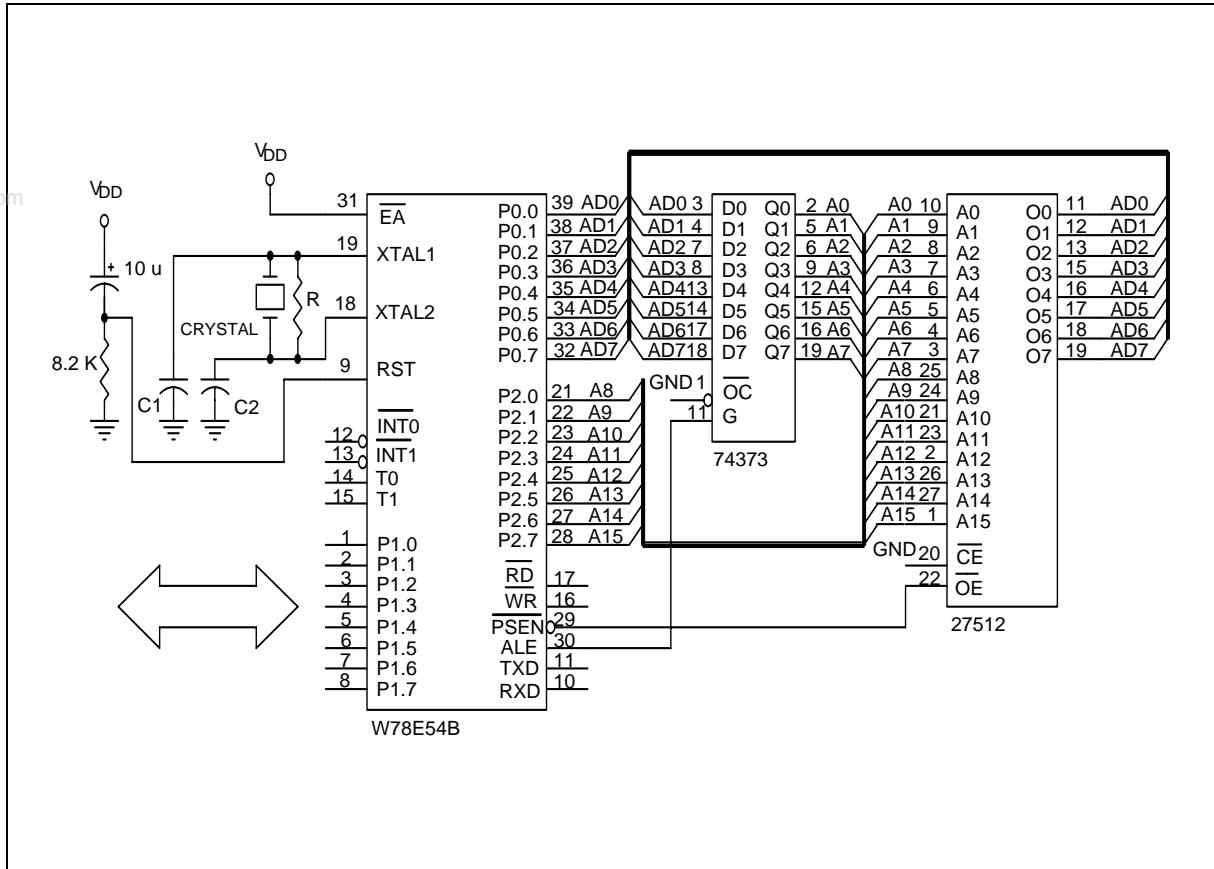 om
VDD
VDD
10 u
8.2 K
C1
C2
CRYSTAL
R
31 EA
19 XTAL1
18 XTAL2
9 RST
12 INT0
13 INT1
14 T0
15 T1
1 P1.0
2 P1.1
3 P1.2
4 P1.3
5 P1.4
6 P1.5
7 P1.6
8 P1.7
P0.0 39 AD0
P0.1 38 AD1
P0.2 37 AD2
P0.3 36 AD3
P0.4 35 AD4
P0.5 34 AD5
P0.6 33 AD6
P0.7 32 AD7
P2.0 21 A8
P2.1 22 A9
P2.2 23 A10
P2.3 24 A11
P2.4 25 A12
P2.5 26 A13
P2.6 27 A14
P2.7 28 A15
RD 17
WR 16
PSEN 29
ALE 30
TXD 11
RXD 10
W78E54B
AD0 3 D0 Q0 2 A0
AD1 4 D1 Q1 5 A1
AD2 7 D2 Q2 6 A2
AD3 8 D3 Q3 9 A3
AD4 13 D4 Q4 12 A4
AD5 14 D5 Q5 15 A5
AD6 17 D6 Q6 16 A6
AD7 18 D7 Q7 19 A7
GND 1 OC
11 G
74373
A0 10 A0 O0 11 AD0
A1 9 A1 O1 12 AD1
A2 8 A2 O2 13 AD2
A3 7 A3 O3 15 AD3
A4 6 A4 O4 16 AD4
A5 5 A5 O5 17 AD5
A6 4 A6 O6 18 AD6
A7 3 A7 O7 19 AD7
A8 25 A8
A9 24 A9
A10 21 A10
A11 23 A11
A12 2 A12
A13 26 A13
A14 27 A14
A15 1 A15
GND 20 CE
22 OE
27512